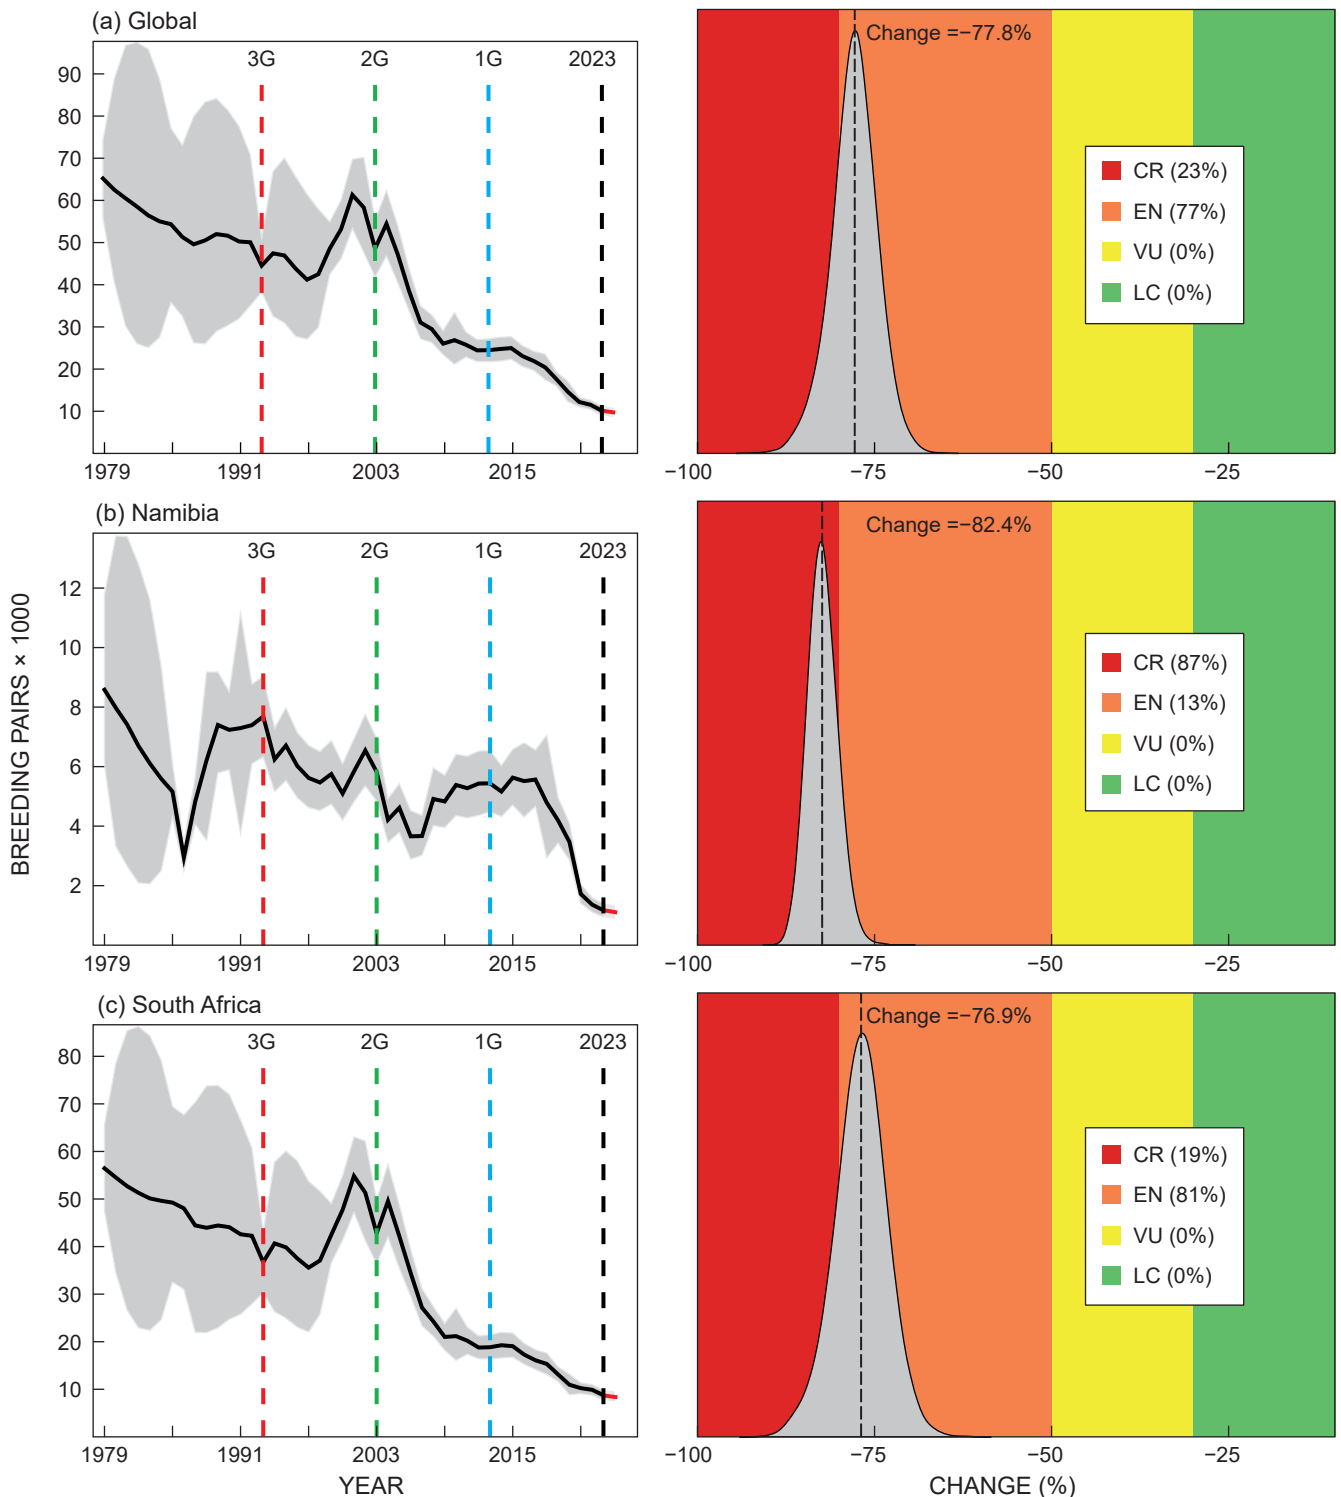 (a) Global
3G 2G 1G 2023
90
80
70
60
50
40
30
20
10
1979 1991 2003 2015
Change =−77.8%
CR (23%)
EN (77%)
VU (0%)
LC (0%)
−100 −75 −50 −25
(b) Namibia
3G 2G 1G 2023
12
10
8
6
4
2
1979 1991 2003 2015
BREEDING PAIRS × 1000
Change =−82.4%
CR (87%)
EN (13%)
VU (0%)
LC (0%)
−100 −75 −50 −25
(c) South Africa
3G 2G 1G 2023
80
70
60
50
40
30
20
10
1979 1991 2003 2015
YEAR
Change =−76.9%
CR (19%)
EN (81%)
VU (0%)
LC (0%)
−100 −75 −50 −25
CHANGE (%)